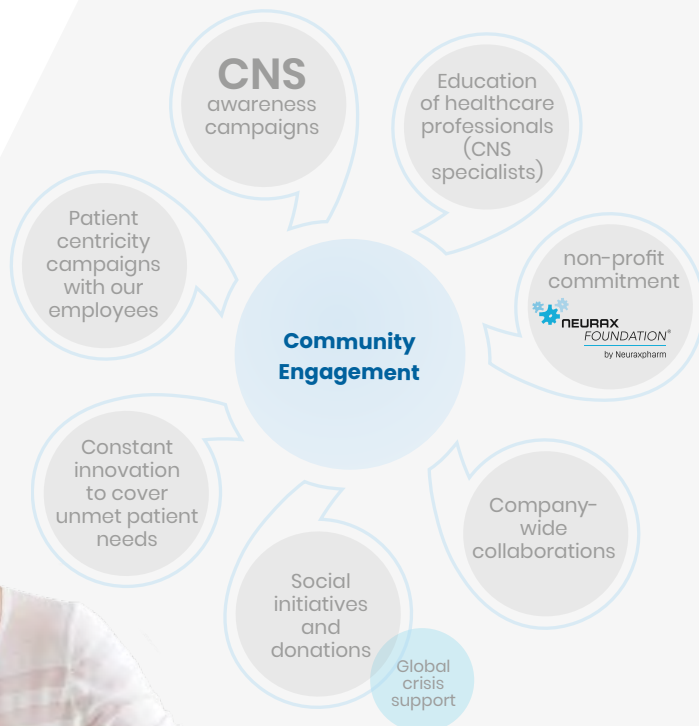 CNS
awareness
campaigns
Education
of healthcare
professionals
(CNS
specialists)
Patient
centricity
campaigns
with our
employees
non-profit
commitment
NEURAX
FOUNDATION®
by Neuraxpharm
Community
Engagement
Constant
innovation
to cover
unmet patient
needs
Company-
wide
collaborations
Social
initiatives
and
donations
Global
crisis
support